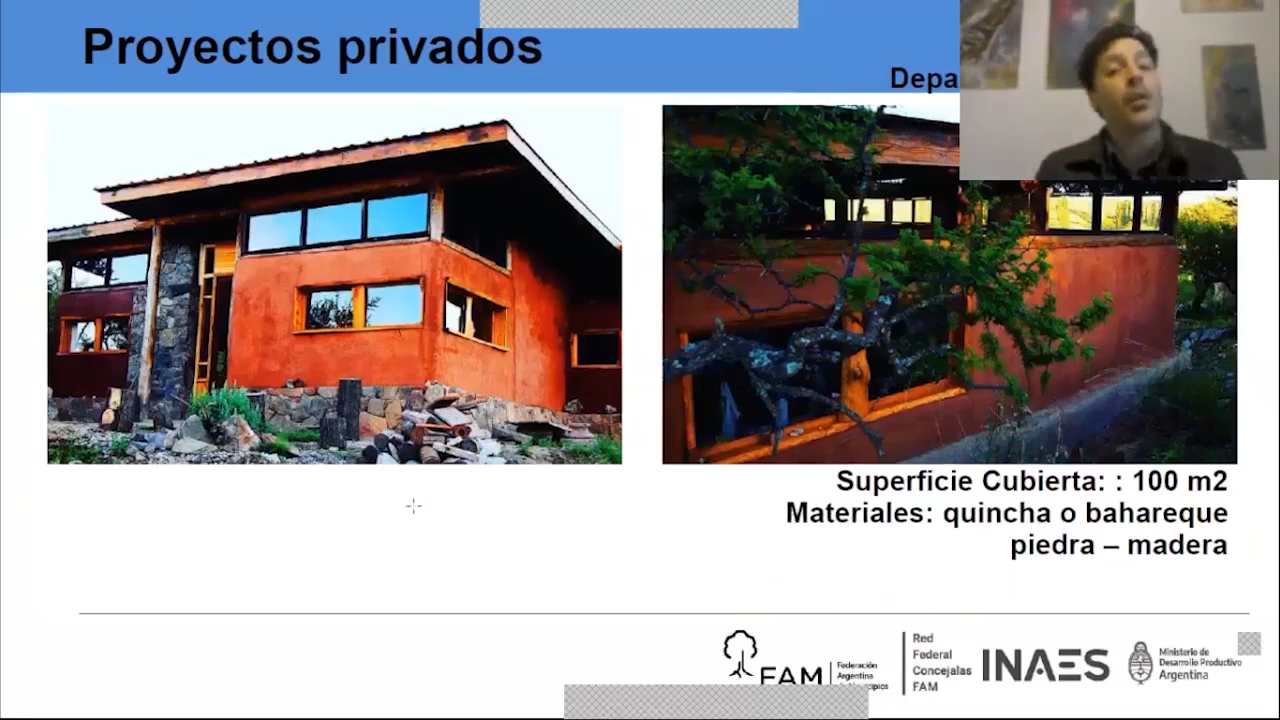 Proyectos privados
Superficie Cubierta: : 100 m2
Materiales: quincha o bahareque
piedra – madera
FAM
Federación
Argentina
Red
Federal
Concejalas
FAM
INAES
Ministerio de
Desarrollo Productivo
Argentina